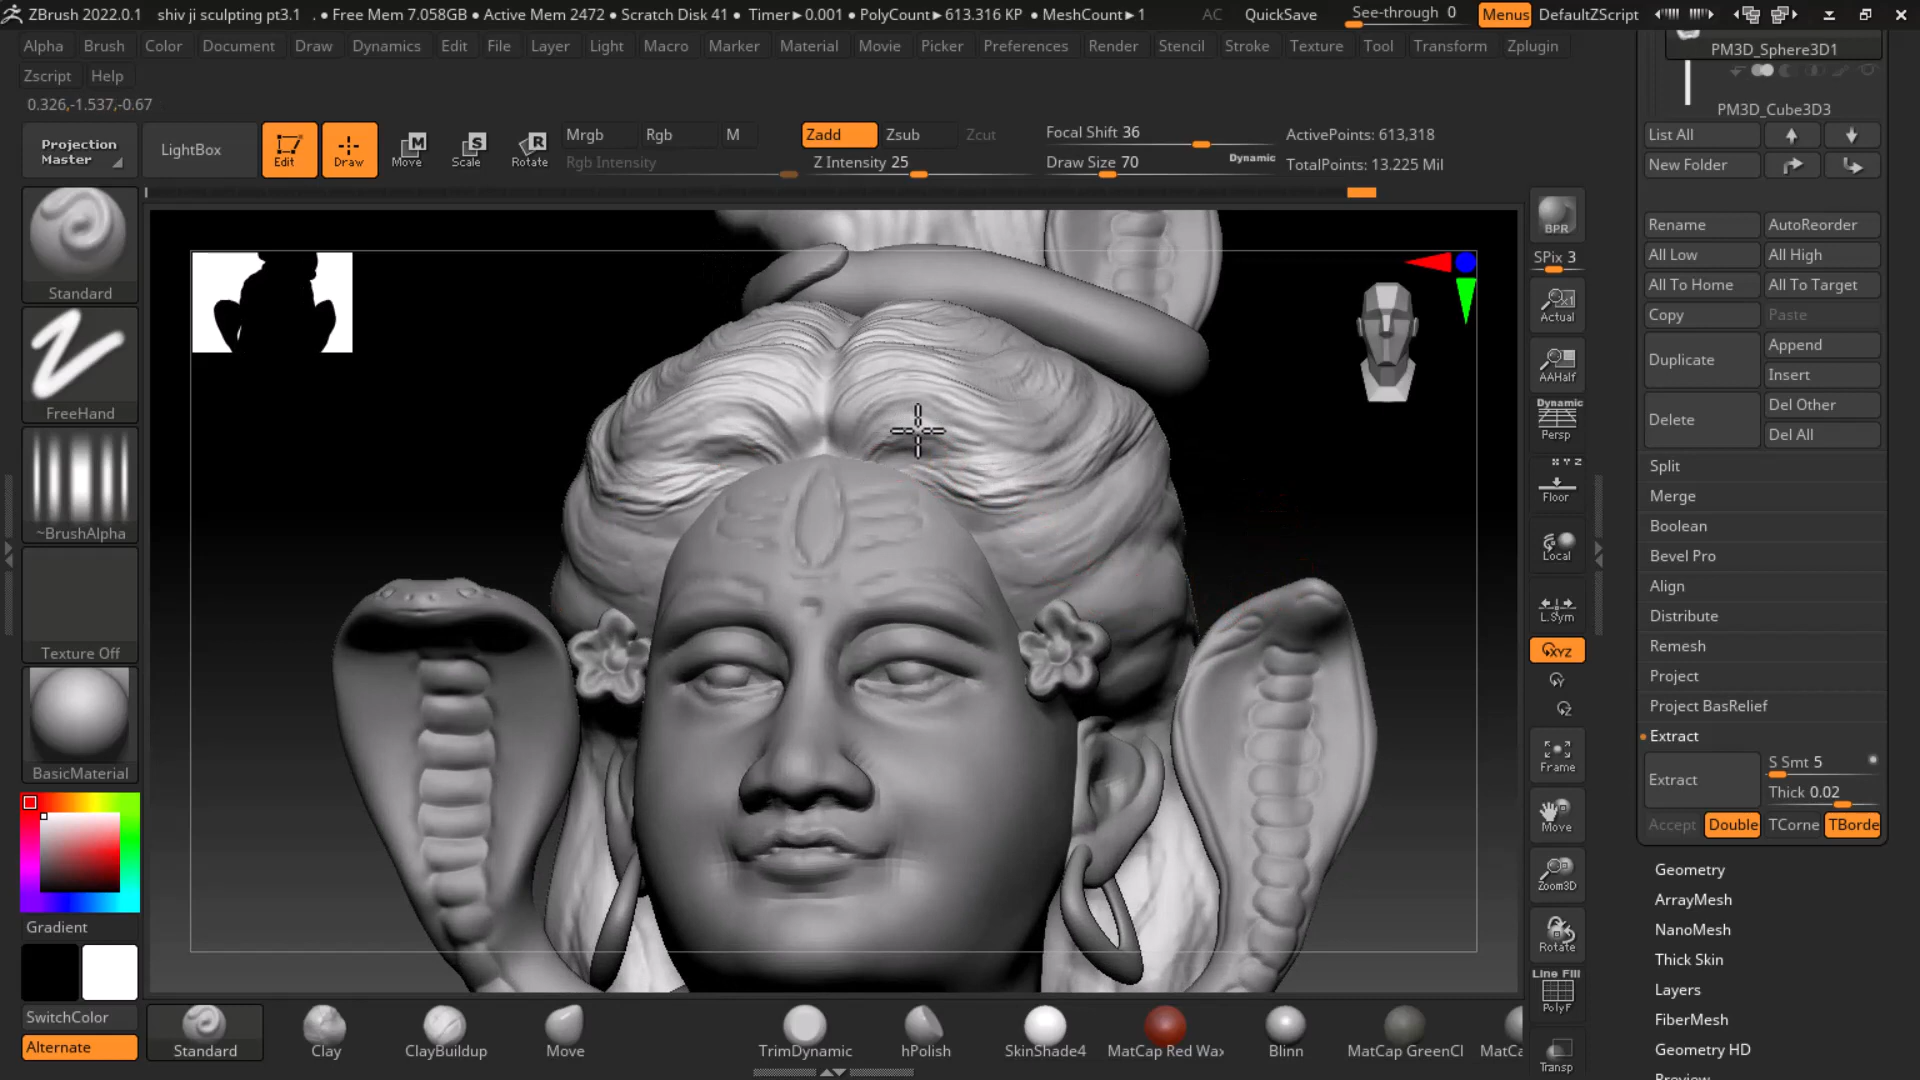 ZBrush 2022.0.1 shiv ji sculpting pt3.1 . ● Free Mem 7.058GB ● Active Mem 2472 ● Scratch Disk 41 ● Timer►0.001 ● PolyCount►613.316 KP ● MeshCount►1 AC QuickSave See-through 0 Menus DefaultZScript
Alpha Brush Color Document Draw Dynamics Edit File Layer Light Macro Marker Material Movie Picker Preferences Render Stencil Stroke Texture Tool Transform Zplugin
Zscript Help
0.326,-1.537,-0.67
Projection Master
LightBox
Edit
Draw
Move
Scale
Rotate
Mrgb Rgb M
Rgb Intensity
Zadd Zsub Zcut
Z Intensity 25
Focal Shift 36
Draw Size 70 Dynamic
ActivePoints: 613,318
TotalPoints: 13.225 Mil
Standard
FreeHand
~BrushAlpha
Texture Off
BasicMaterial
Gradient
SwitchColor
Alternate
BPR
SPix 3
Actual
AAHalf
Dynamic
Persp
X Y Z
Floor
Local
L.Sym
XYZ
Y
Z
Frame
Move
Zoom3D
Rotate
Line Fill
PolyF
Transp
PM3D_Sphere3D1
PM3D_Cube3D3
List All
New Folder
Rename AutoReorder
All Low All High
All To Home All To Target
Copy Paste
Duplicate Append
Insert
Delete Del Other
Del All
Split
Merge
Boolean
Bevel Pro
Align
Distribute
Remesh
Project
Project BasRelief
Extract
Extract S Smt 5
Thick 0.02
Accept Double TCorne TBorde
Geometry
ArrayMesh
NanoMesh
Thick Skin
Layers
FiberMesh
Geometry HD
Preview
Standard Clay ClayBuildup Move TrimDynamic hPolish SkinShade4 MatCap Red Wax Blinn MatCap GreenCl MatCa